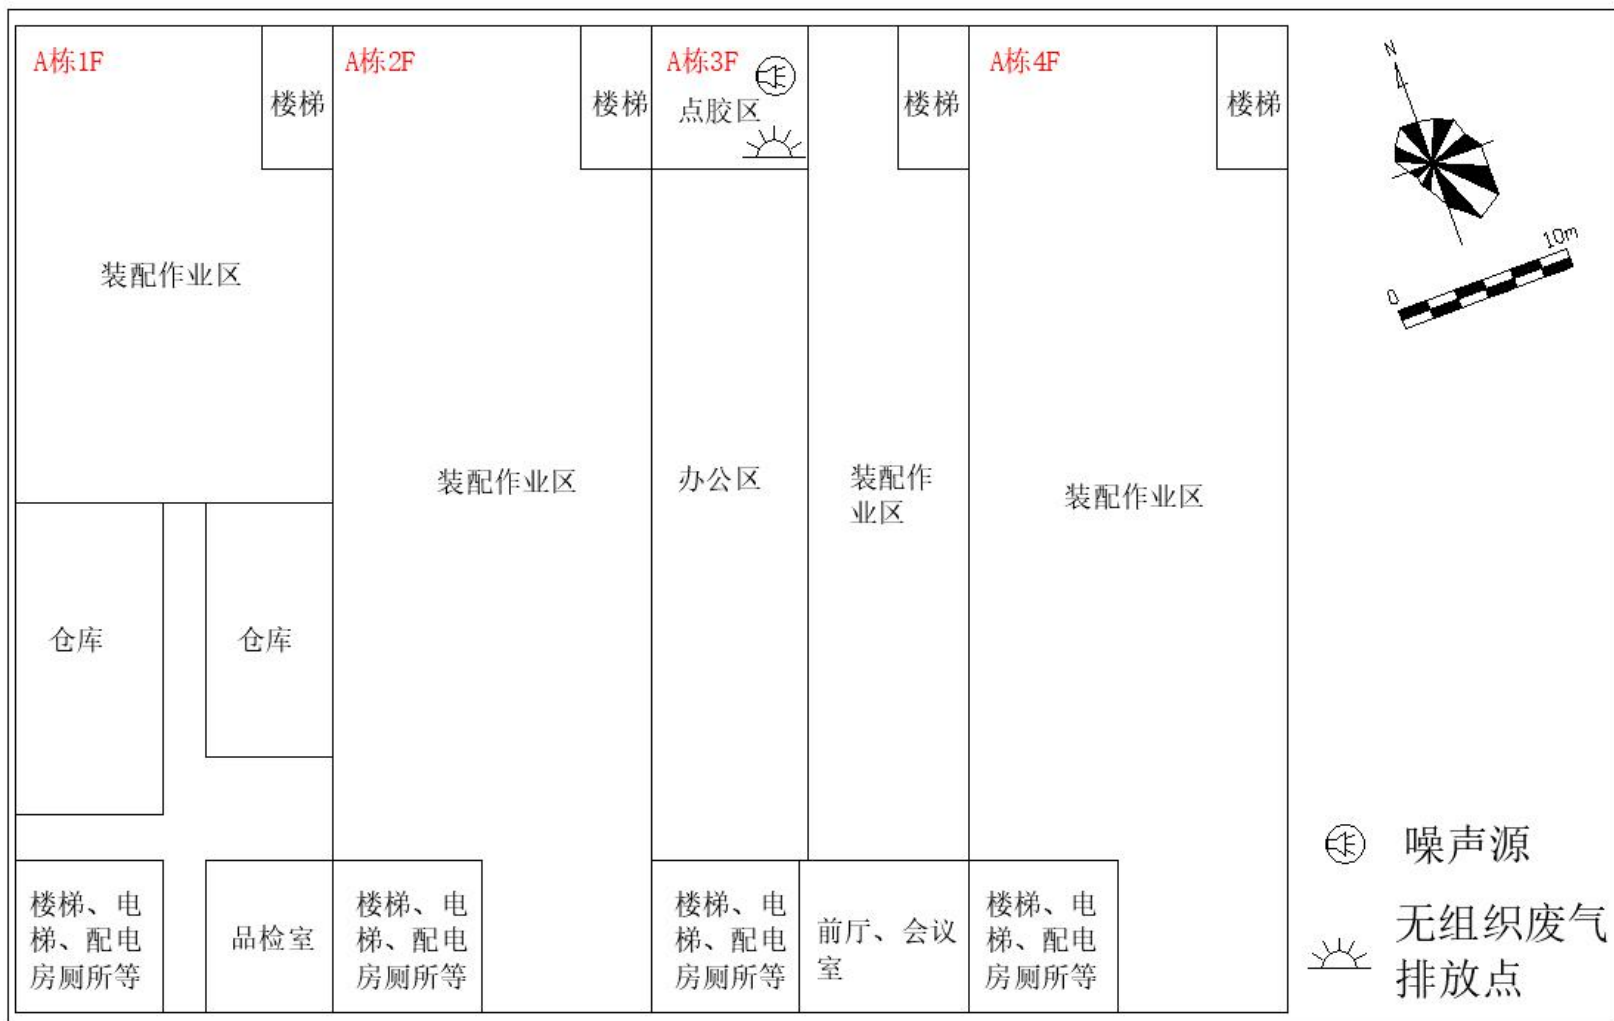 A栋1F
楼梯
A栋2F
楼梯
A栋3F
点胶区
楼梯
A栋4F
楼梯
N
0
10m
装配作业区
装配作业区
办公区
装配作
业区
装配作业区
仓库
仓库
楼梯、电
梯、配电
房厕所等
品检室
楼梯、电
梯、配电
房厕所等
楼梯、电
梯、配电
房厕所等
前厅、会议
室
楼梯、电
梯、配电
房厕所等
噪声源
无组织废气
排放点